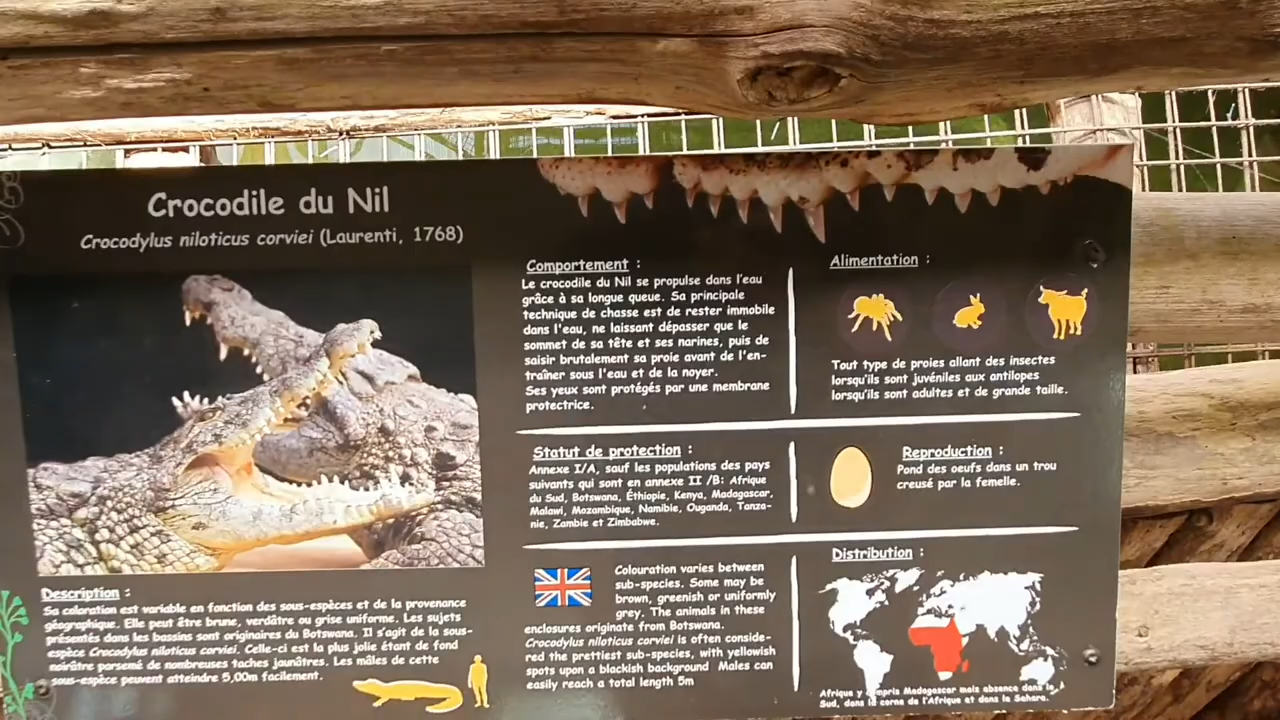 Crocodile du Nil
Crocodylus niloticus corviei (Laurenti, 1768)
Description :
Sa coloration est variable en fonction des sous-espèces et de la provenance
géographique. Elle peut être brune, verdâtre ou grise uniforme. Les sujets
présentés dans les bassins sont originaires du Botswana. Il s'agit de la sous-
espèce Crocodylus niloticus corviei. Celle-ci est la plus jolie étant de fond
noirâtre parsemé de nombreuses taches jaunâtres. Les mâles de cette
sous-espèce peuvent atteindre 5,00m facilement.
Comportement :
Le crocodile du Nil se propulse dans l'eau
grâce à sa longue queue. Sa principale
technique de chasse est de rester immobile
dans l'eau, ne laissant dépasser que le
sommet de sa tête et ses narines, puis de
saisir brutalement sa proie avant de l'en-
traîner sous l'eau et de la noyer.
Ses yeux sont protégés par une membrane
protectrice.
Alimentation :
Tout type de proies allant des insectes
lorsqu'ils sont juvéniles aux antilopes
lorsqu'ils sont adultes et de grande taille.
Statut de protection :
Annexe I/A, sauf les populations des pays
suivants qui sont en annexe II /B: Afrique
du Sud, Botswana, Éthiopie, Kenya, Madagascar,
Malawi, Mozambique, Namibie, Ouganda, Tanza-
nie, Zambie et Zimbabwe.
Reproduction :
Pond des oeufs dans un trou
creusé par la femelle.
Colouration varies between
sub-species. Some may be
brown, greenish or uniformly
grey. The animals in these
enclosures originate from Botswana.
Crocodylus niloticus corviei is often conside-
red the prettiest sub-species, with yellowish
spots upon a blackish background Males can
easily reach a total length 5m
Distribution :
Afrique y compris Madagascar mais absence dans le
Sud, dans la corne de l'Afrique et dans le Sahara.